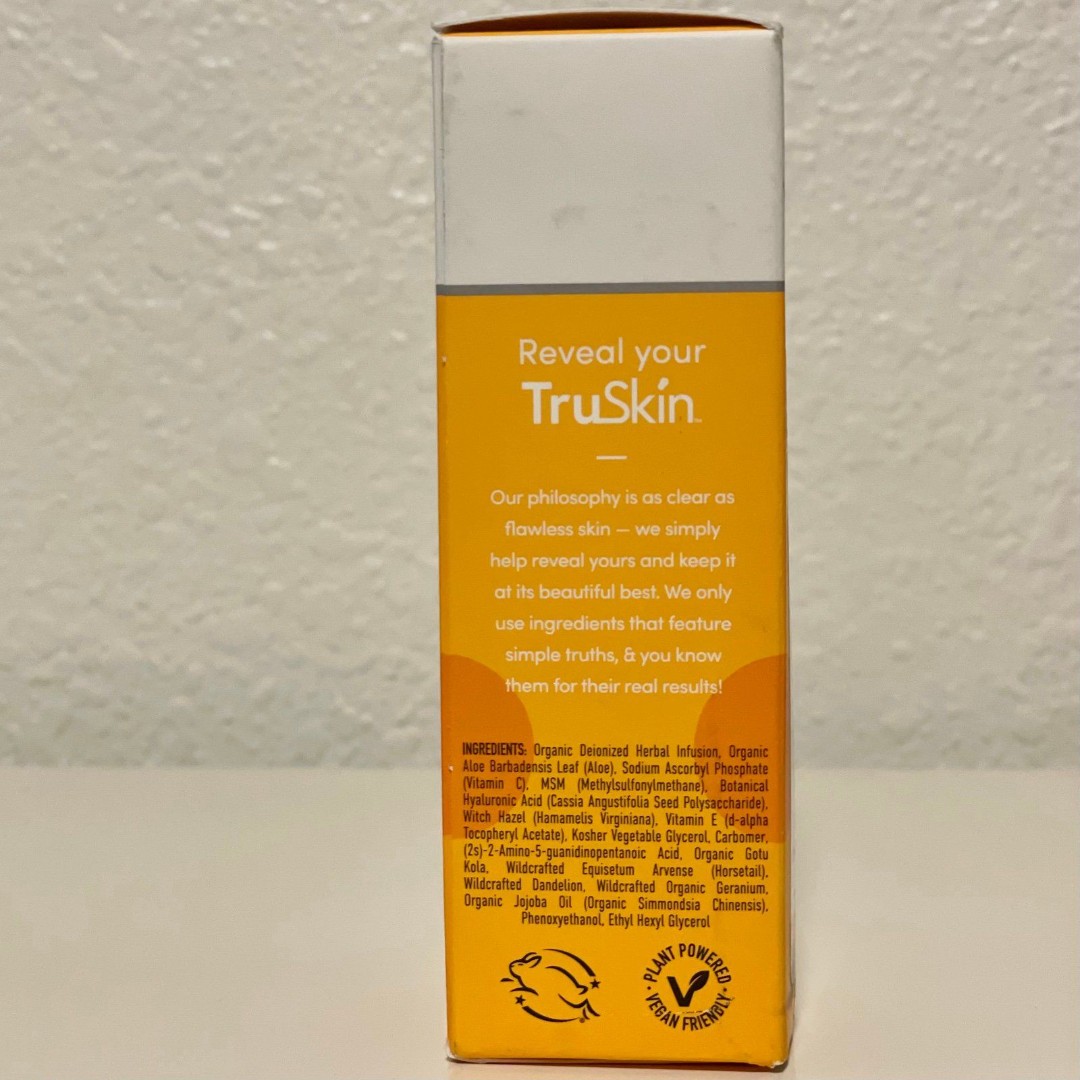 Reveal your
TruSkin™
Our philosophy is as clear as
flawless skin — we simply
help reveal yours and keep it
at its beautiful best. We only
use ingredients that feature
simple truths, & you know
them for their real results!
INGREDIENTS: Organic Deionized Herbal Infusion, Organic
Aloe Barbadensis Leaf (Aloe), Sodium Ascorbyl Phosphate
(Vitamin C), MSM (Methylsulfonylmethane), Botanical
Hyaluronic Acid (Cassia Angustifolia Seed Polysaccharide),
Witch Hazel (Hamamelis Virginiana), Vitamin E (d-alpha
Tocopheryl Acetate), Kosher Vegetable Glycerol, Carbomer,
(2s)-2-Amino-5-guanidinopentanoic Acid, Organic Gotu
Kola, Wildcrafted Equisetum Arvense (Horsetail),
Wildcrafted Dandelion, Wildcrafted Organic Geranium,
Organic Jojoba Oil (Organic Simmondsia Chinensis),
Phenoxyethanol, Ethyl Hexyl Glycerol
· PLANT POWERED ·
VEGAN FRIENDLY